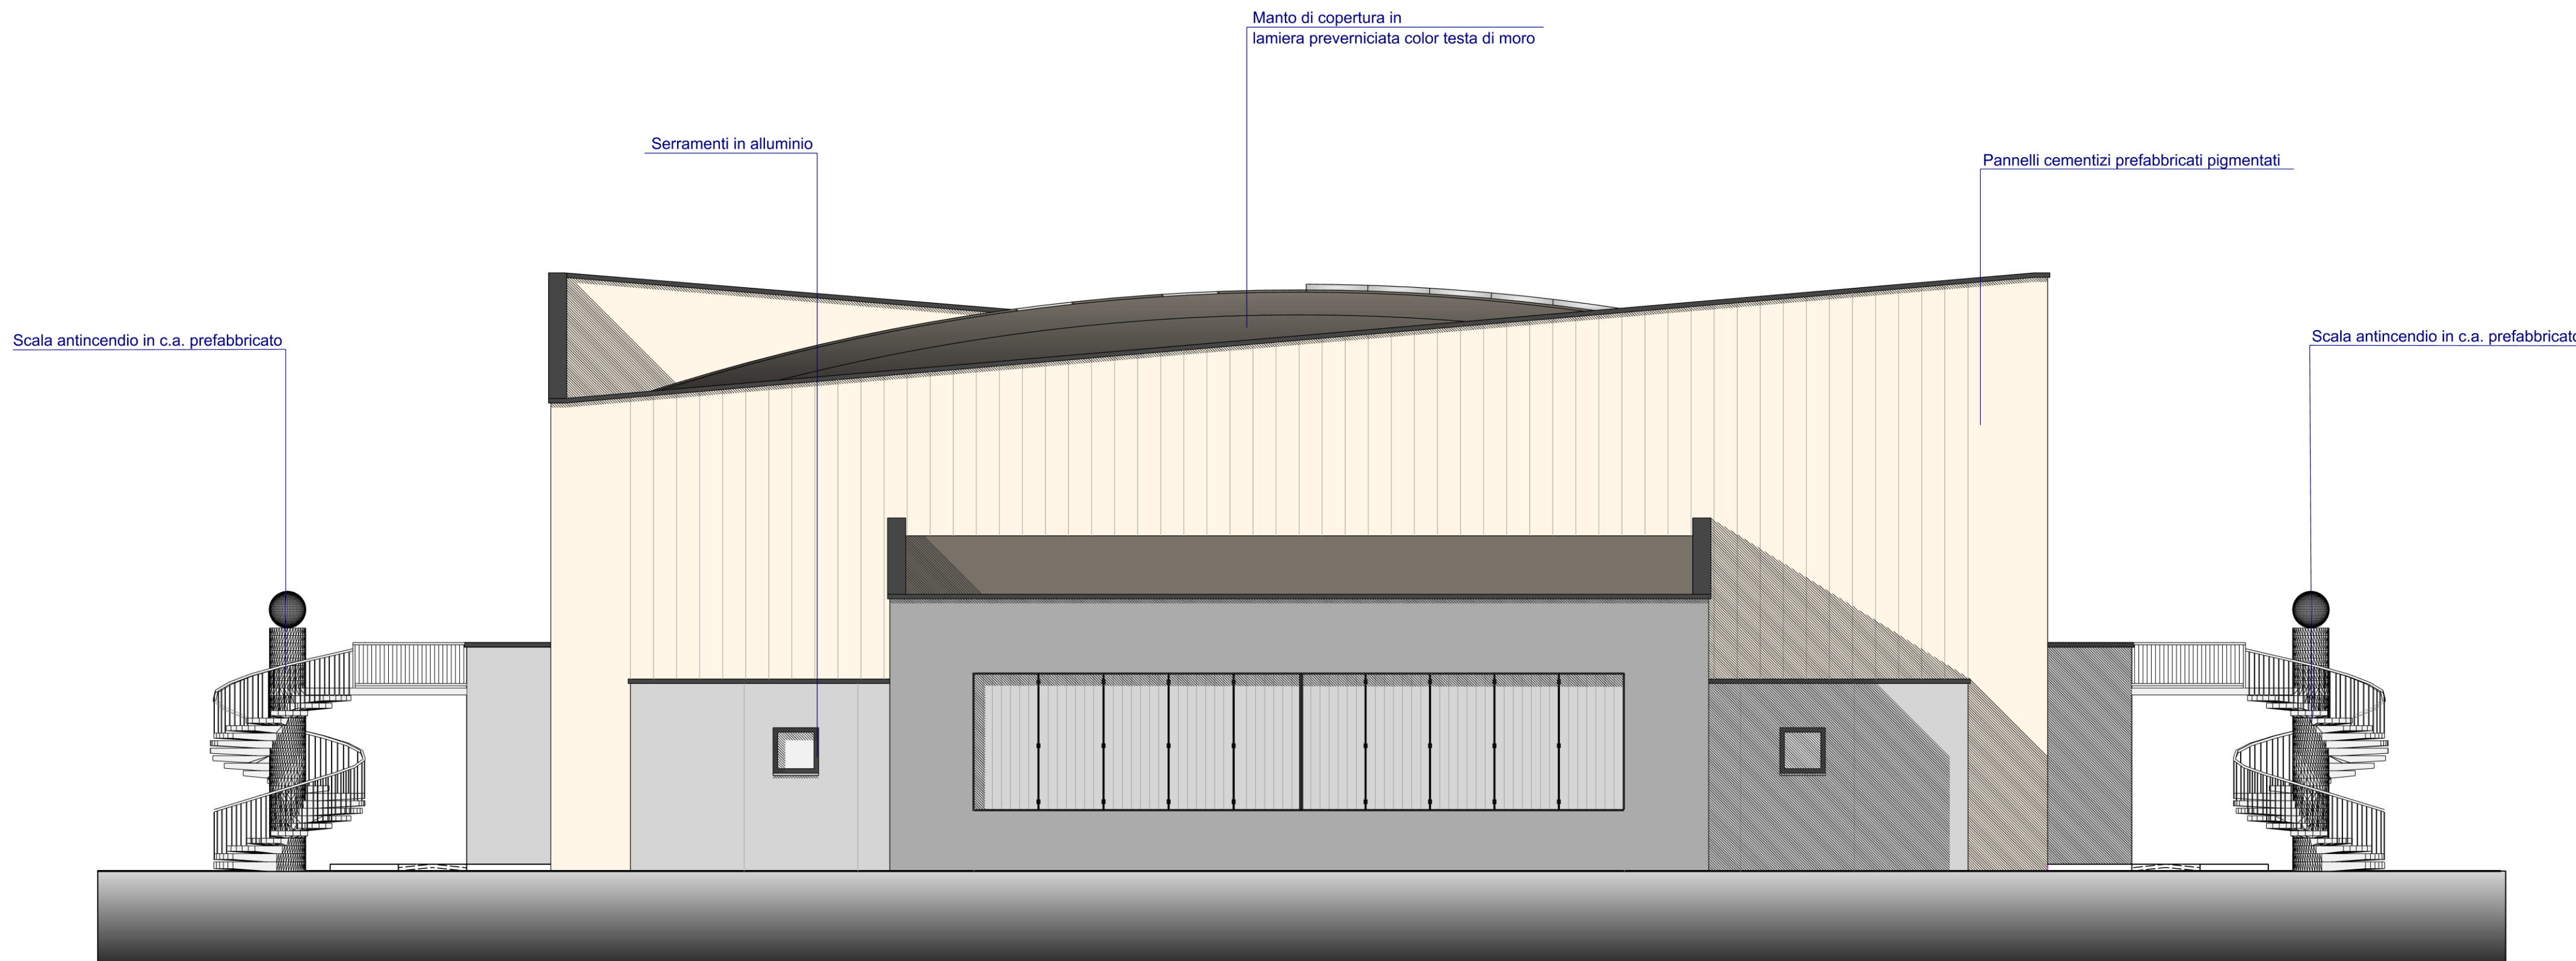 Manto di copertura in
lamiera preverniciata color testa di moro
Serramenti in alluminio
Pannelli cementizi prefabbricati pigmentati
Scala antincendio in c.a. prefabbricato
Scala antincendio in c.a. prefabbricato